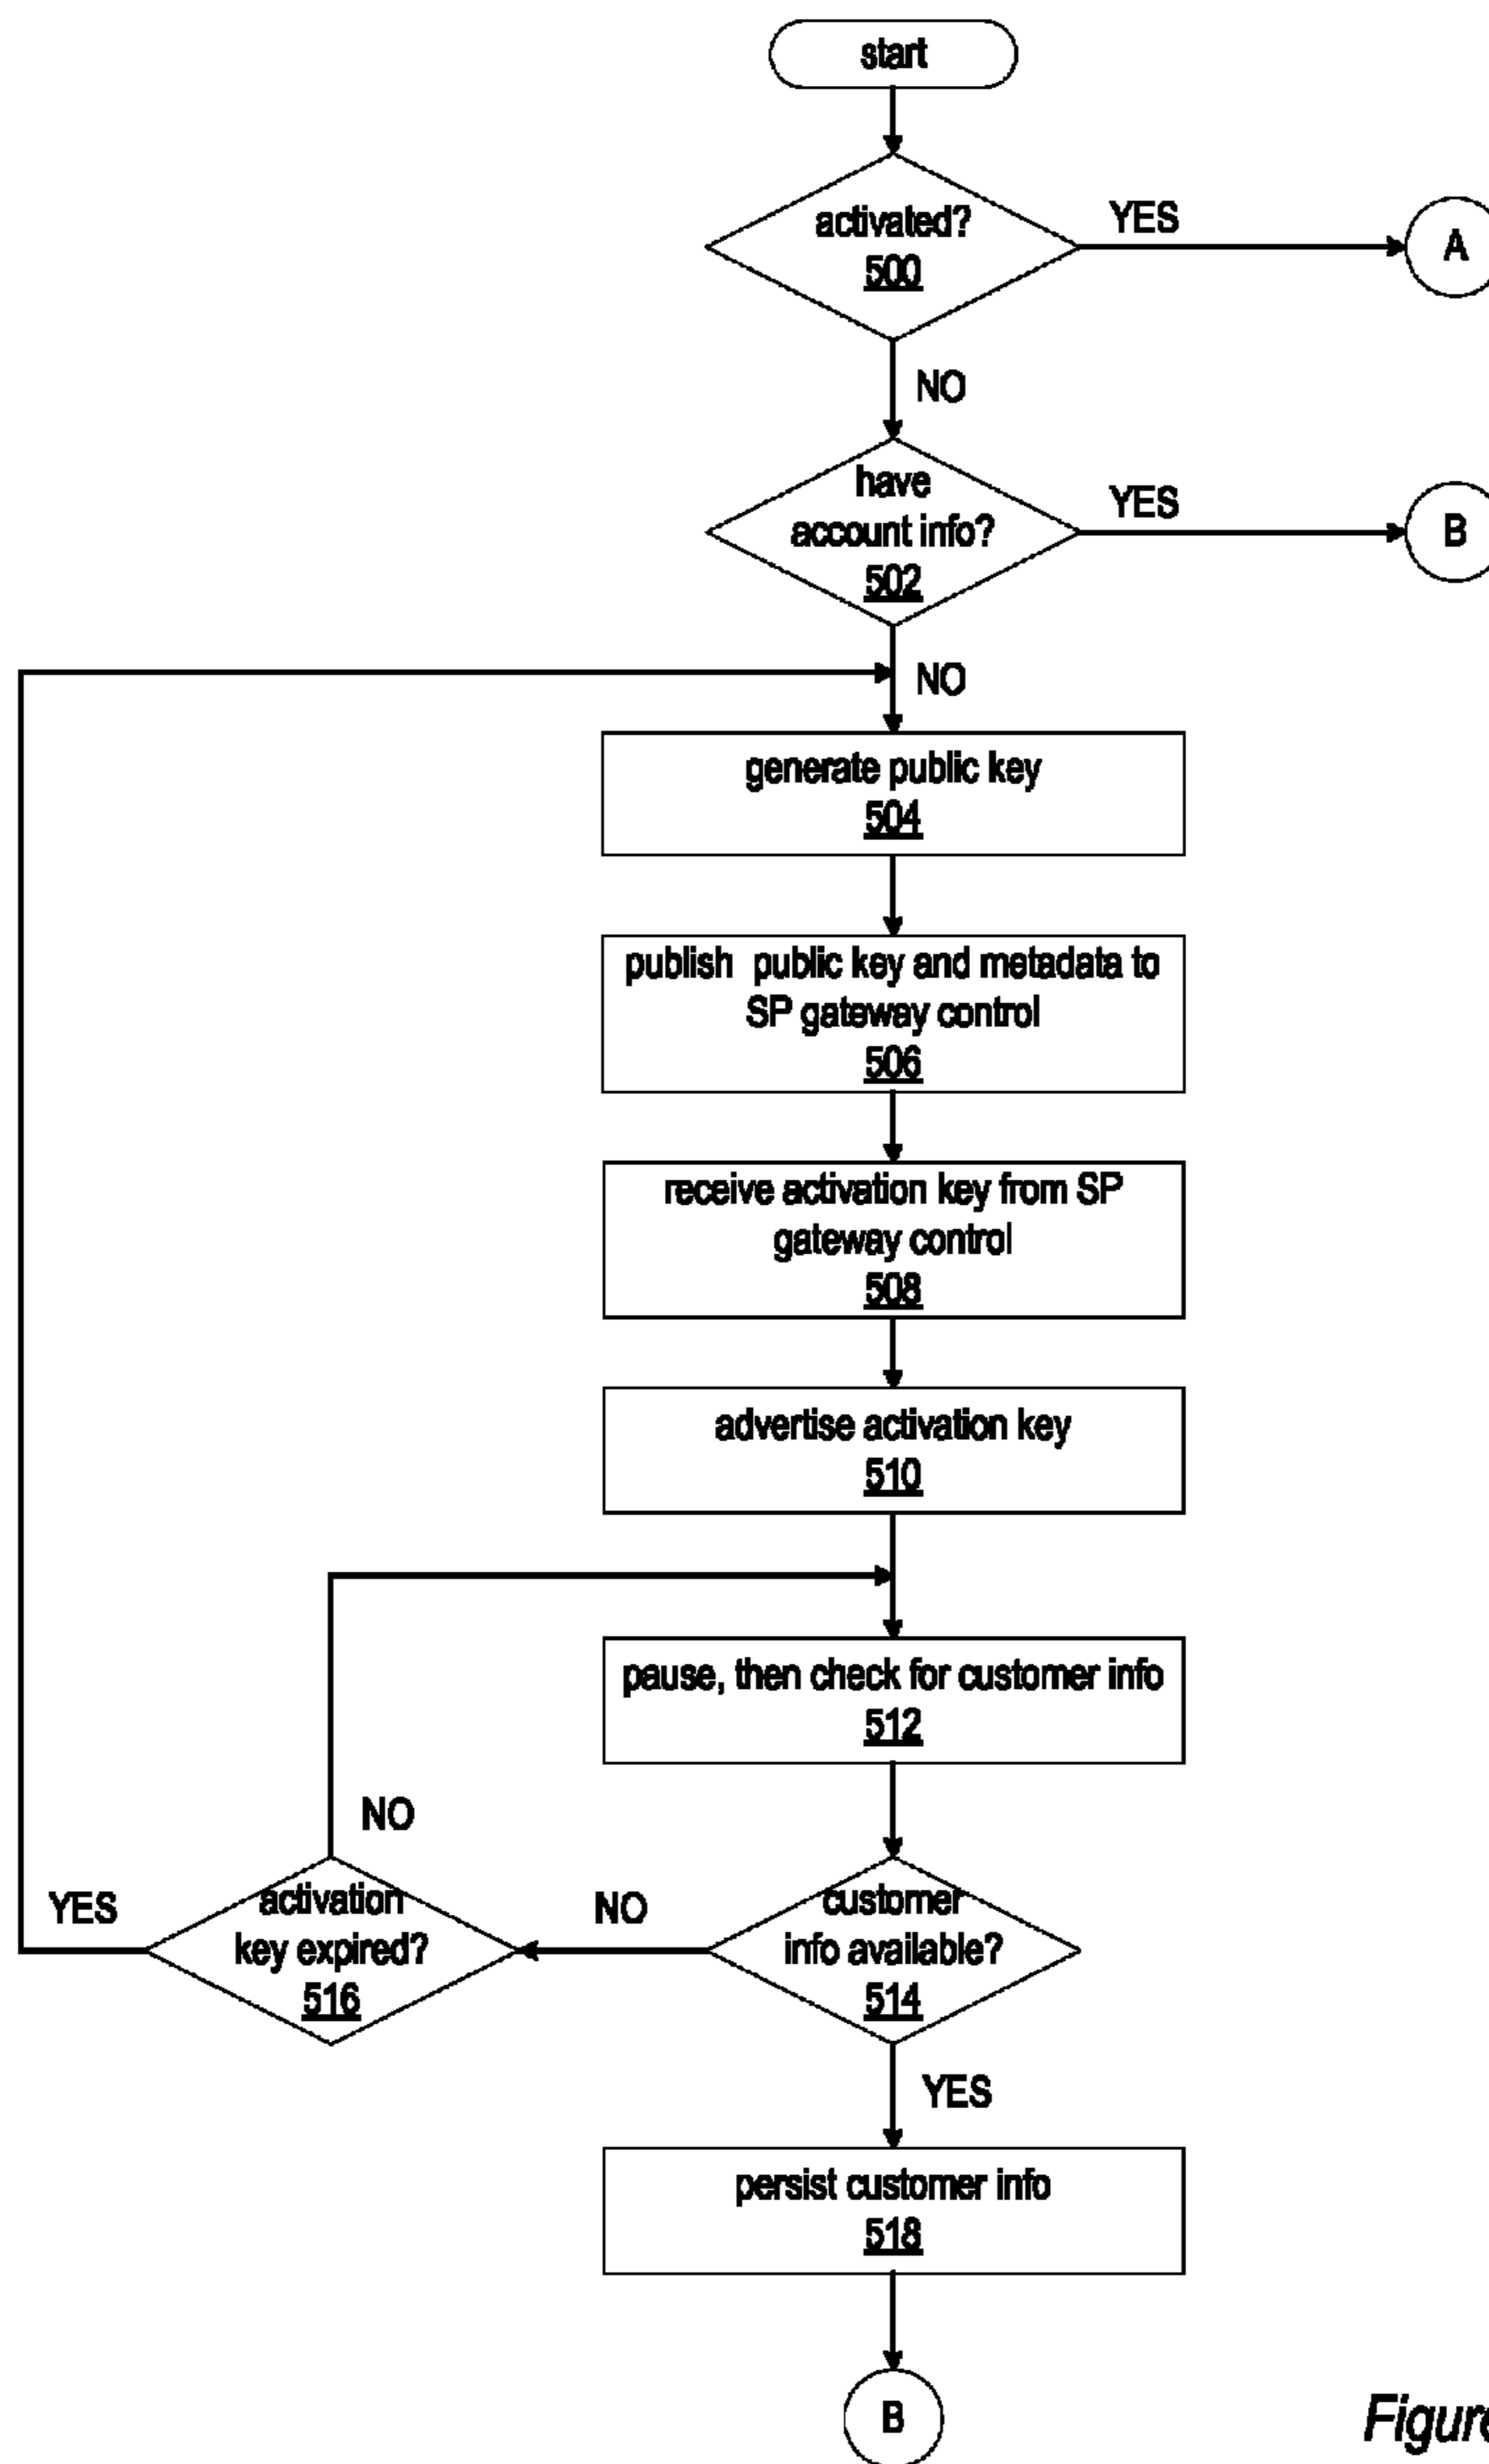 start
activated?
500
YES
A
NO
have
account info?
502
YES
B
NO
generate public key
504
publish public key and metadata to
SP gateway control
506
receive activation key from SP
gateway control
508
advertise activation key
510
pause, then check for customer info
512
NO
YES
activation
key expired?
516
NO
customer
info available?
514
YES
persist customer info
518
B
Figure